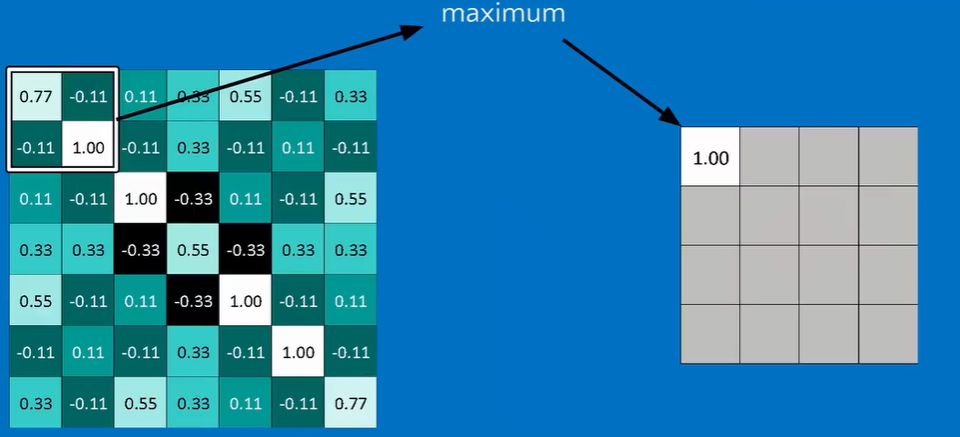 maximum
0.77 -0.11 0.11 0.33 0.55 -0.11 0.33
-0.11 1.00 -0.11 0.33 -0.11 0.11 -0.11
0.11 -0.11 1.00 -0.33 0.11 -0.11 0.55
0.33 0.33 -0.33 0.55 -0.33 0.33 0.33
0.55 -0.11 0.11 -0.33 1.00 -0.11 0.11
-0.11 0.11 -0.11 0.33 -0.11 1.00 -0.11
0.33 -0.11 0.55 0.33 0.11 -0.11 0.77
1.00